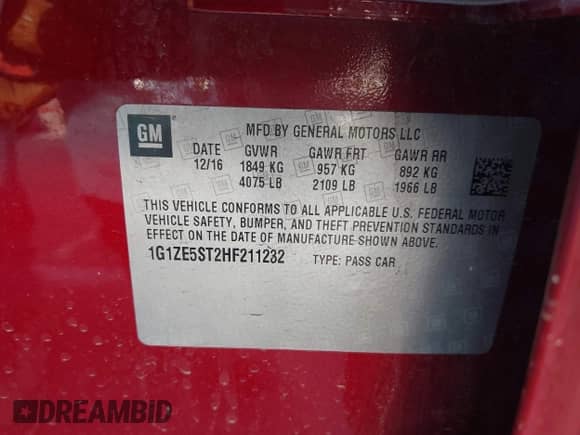 GM
MFD BY GENERAL MOTORS LLC
DATE GVWR GAWR FRT GAWR RR
12/16 1849 KG 957 KG 892 KG
4075 LB 2109 LB 1966 LB
THIS VEHICLE CONFORMS TO ALL APPLICABLE U.S. FEDERAL MOTOR
VEHICLE SAFETY, BUMPER, AND THEFT PREVENTION STANDARDS IN
EFFECT ON THE DATE OF MANUFACTURE SHOWN ABOVE.
1G1ZE5ST2HF211232 TYPE: PASS CAR
DREAMBID